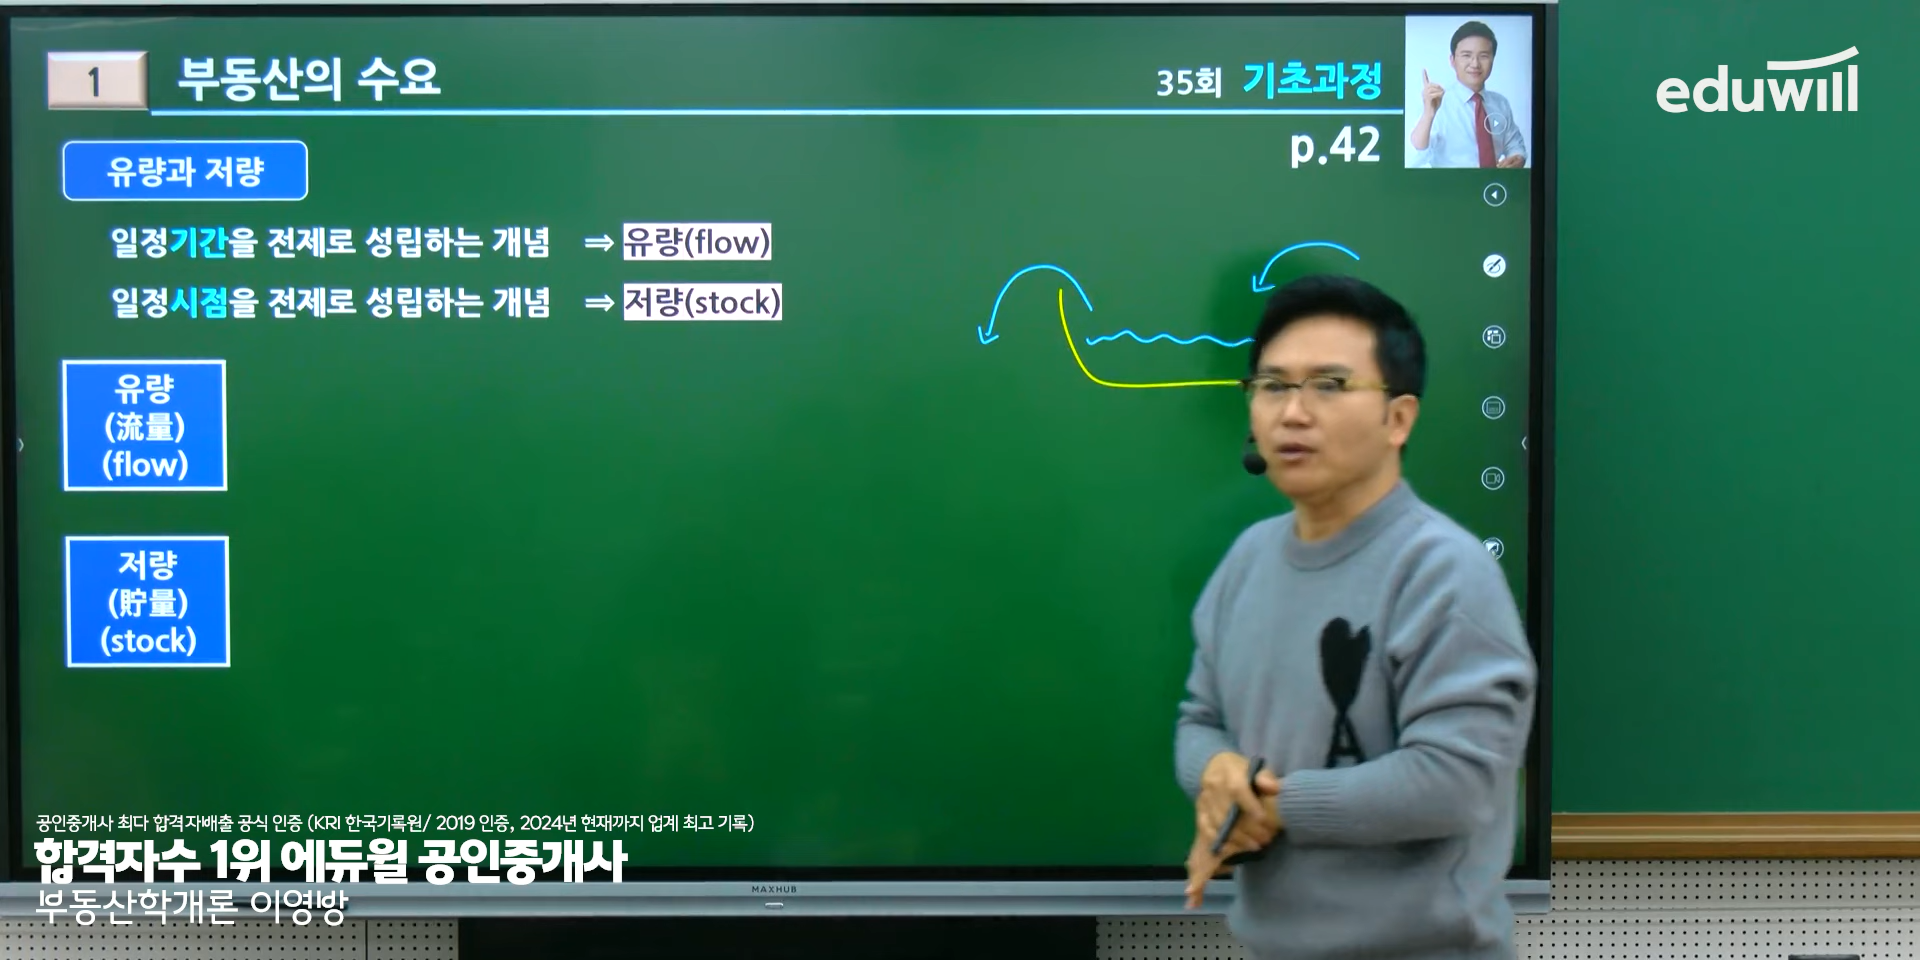 1
부동산의 수요
35회 기초과정
p.42
eduwill
유량과 저량
일정기간을 전제로 성립하는 개념 ⇒ 유량(flow)
일정시점을 전제로 성립하는 개념 ⇒ 저량(stock)
유량
(流量)
(flow)
저량
(貯量)
(stock)
공인중개사 최다 합격자배출 공식 인증 (KRI 한국기록원/ 2019 인증, 2024년 현재까지 업계 최고 기록)
합격자수 1위 에듀윌 공인중개사
부동산학개론 이영방
MAXHUB
A